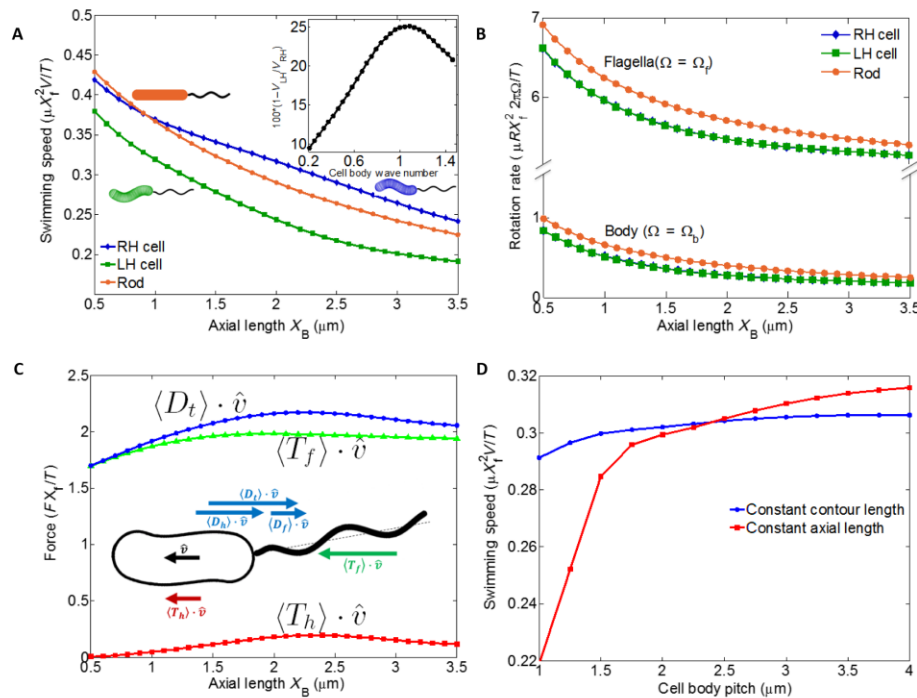 A
Swimming speed (μX_f^2V/T)
0.5
0.45
0.4
0.35
0.3
0.25
0.2
RH cell
LH cell
Rod
0.5 1 1.5 2 2.5 3 3.5
Axial length X_B (μm)
100*(1−V_LH/V_RH)
25
20
15
10
0.2 0.6 1.0 1.4
Cell body wave number
B
Rotation rate (μRX_f^2 2πΩ/T)
7
6
1
0
Flagella(Ω = Ω_f)
Body (Ω = Ω_b)
RH cell
LH cell
Rod
0.5 1 1.5 2 2.5 3 3.5
Axial length X_B (μm)
C
Force (FX_f/T)
2.5
2
1.5
1
0.5
0
⟨D_t⟩ · v̂
⟨T_f⟩ · v̂
⟨D_t⟩ · v̂
⟨D_h⟩ · v̂ ⟨D_f⟩ · v̂
v̂
⟨T_f⟩ · v̂
⟨T_h⟩ · v̂
⟨T_h⟩ · v̂
0.5 1 1.5 2 2.5 3 3.5
Axial length X_B (μm)
D
Swimming speed (μX_f^2V/T)
0.32
0.3
0.28
0.26
0.24
0.22
Constant contour length
Constant axial length
1 1.5 2 2.5 3 3.5 4
Cell body pitch (μm)